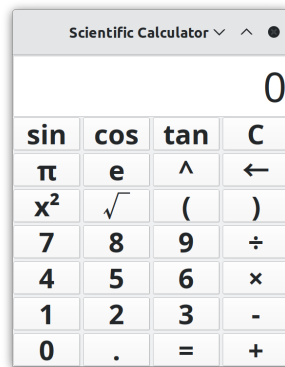 Scientific Calculator
0
sin cos tan C
π e ^ ←
x² √ ( )
7 8 9 ÷
4 5 6 ×
1 2 3 -
0 . = +